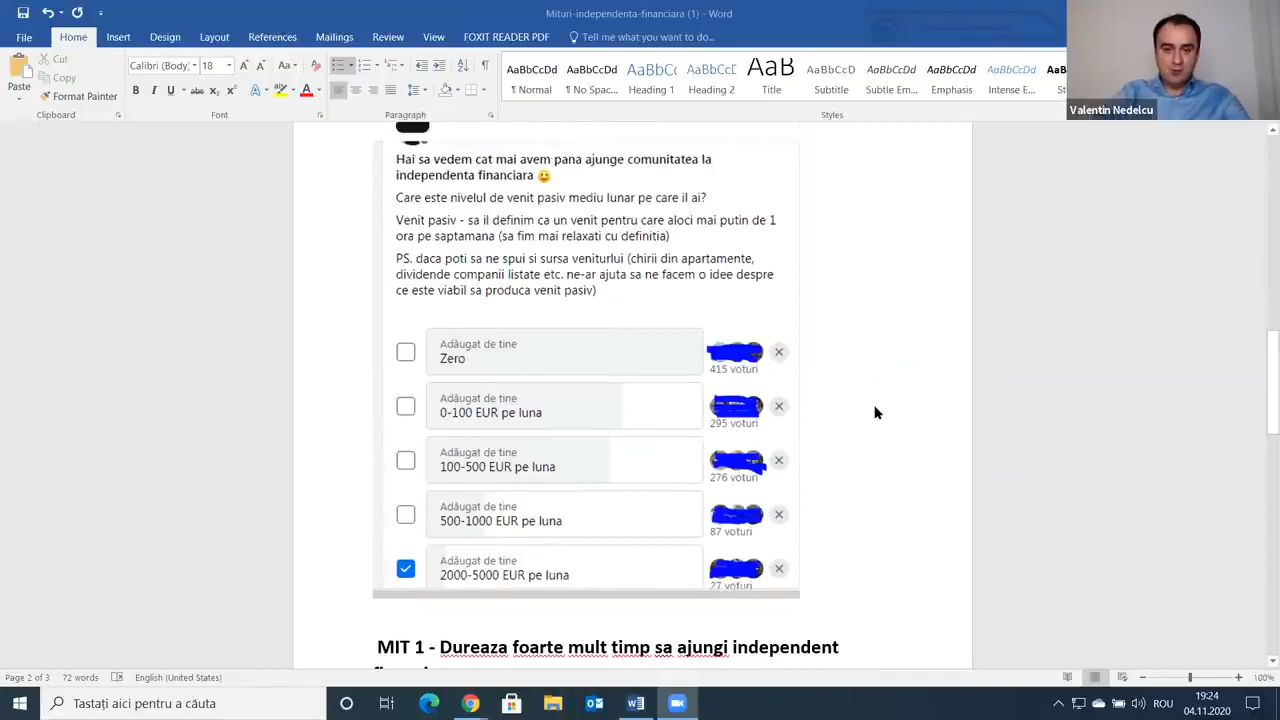 Mituri-independenta-financiara (1) - Word
File Home Insert Design Layout References Mailings Review View FOXIT READER PDF Tell me what you want to do...
Cut
Copy
Format Painter
Paste
Calibri (Body) 18
Aa
B I U abc x₂ x² A A
AaBbCcDd AaBbCcDd AaBbCc AaBbCcD AaB AaBbCcD AaBbCcDd AaBbCcDd AaBbCcDd
¶ Normal ¶ No Spac... Heading 1 Heading 2 Title Subtitle Subtle Em... Emphasis Intense E...
Clipboard Font Paragraph Styles
Valentin Nedelcu
Hai sa vedem cat mai avem pana ajunge comunitatea la
independenta financiara
Care este nivelul de venit pasiv mediu lunar pe care il ai?
Venit pasiv - sa il definim ca un venit pentru care aloci mai putin de 1
ora pe saptamana (sa fim mai relaxati cu definitia)
PS. daca poti sa ne spui si sursa veniturlui (chirii din apartamente,
dividende companii listate etc. ne-ar ajuta sa ne facem o idee despre
ce este viabil sa produca venit pasiv)
Adăugat de tine
Zero
415 voturi
Adăugat de tine
0-100 EUR pe luna
295 voturi
Adăugat de tine
100-500 EUR pe luna
276 voturi
Adăugat de tine
500-1000 EUR pe luna
87 voturi
Adăugat de tine
2000-5000 EUR pe luna
27 voturi
MIT 1 - Dureaza foarte mult timp sa ajungi independent
Page 2 of 3 72 words English (United States) 100%
Tastați aici pentru a căuta
ROU
19:24
04.11.2020